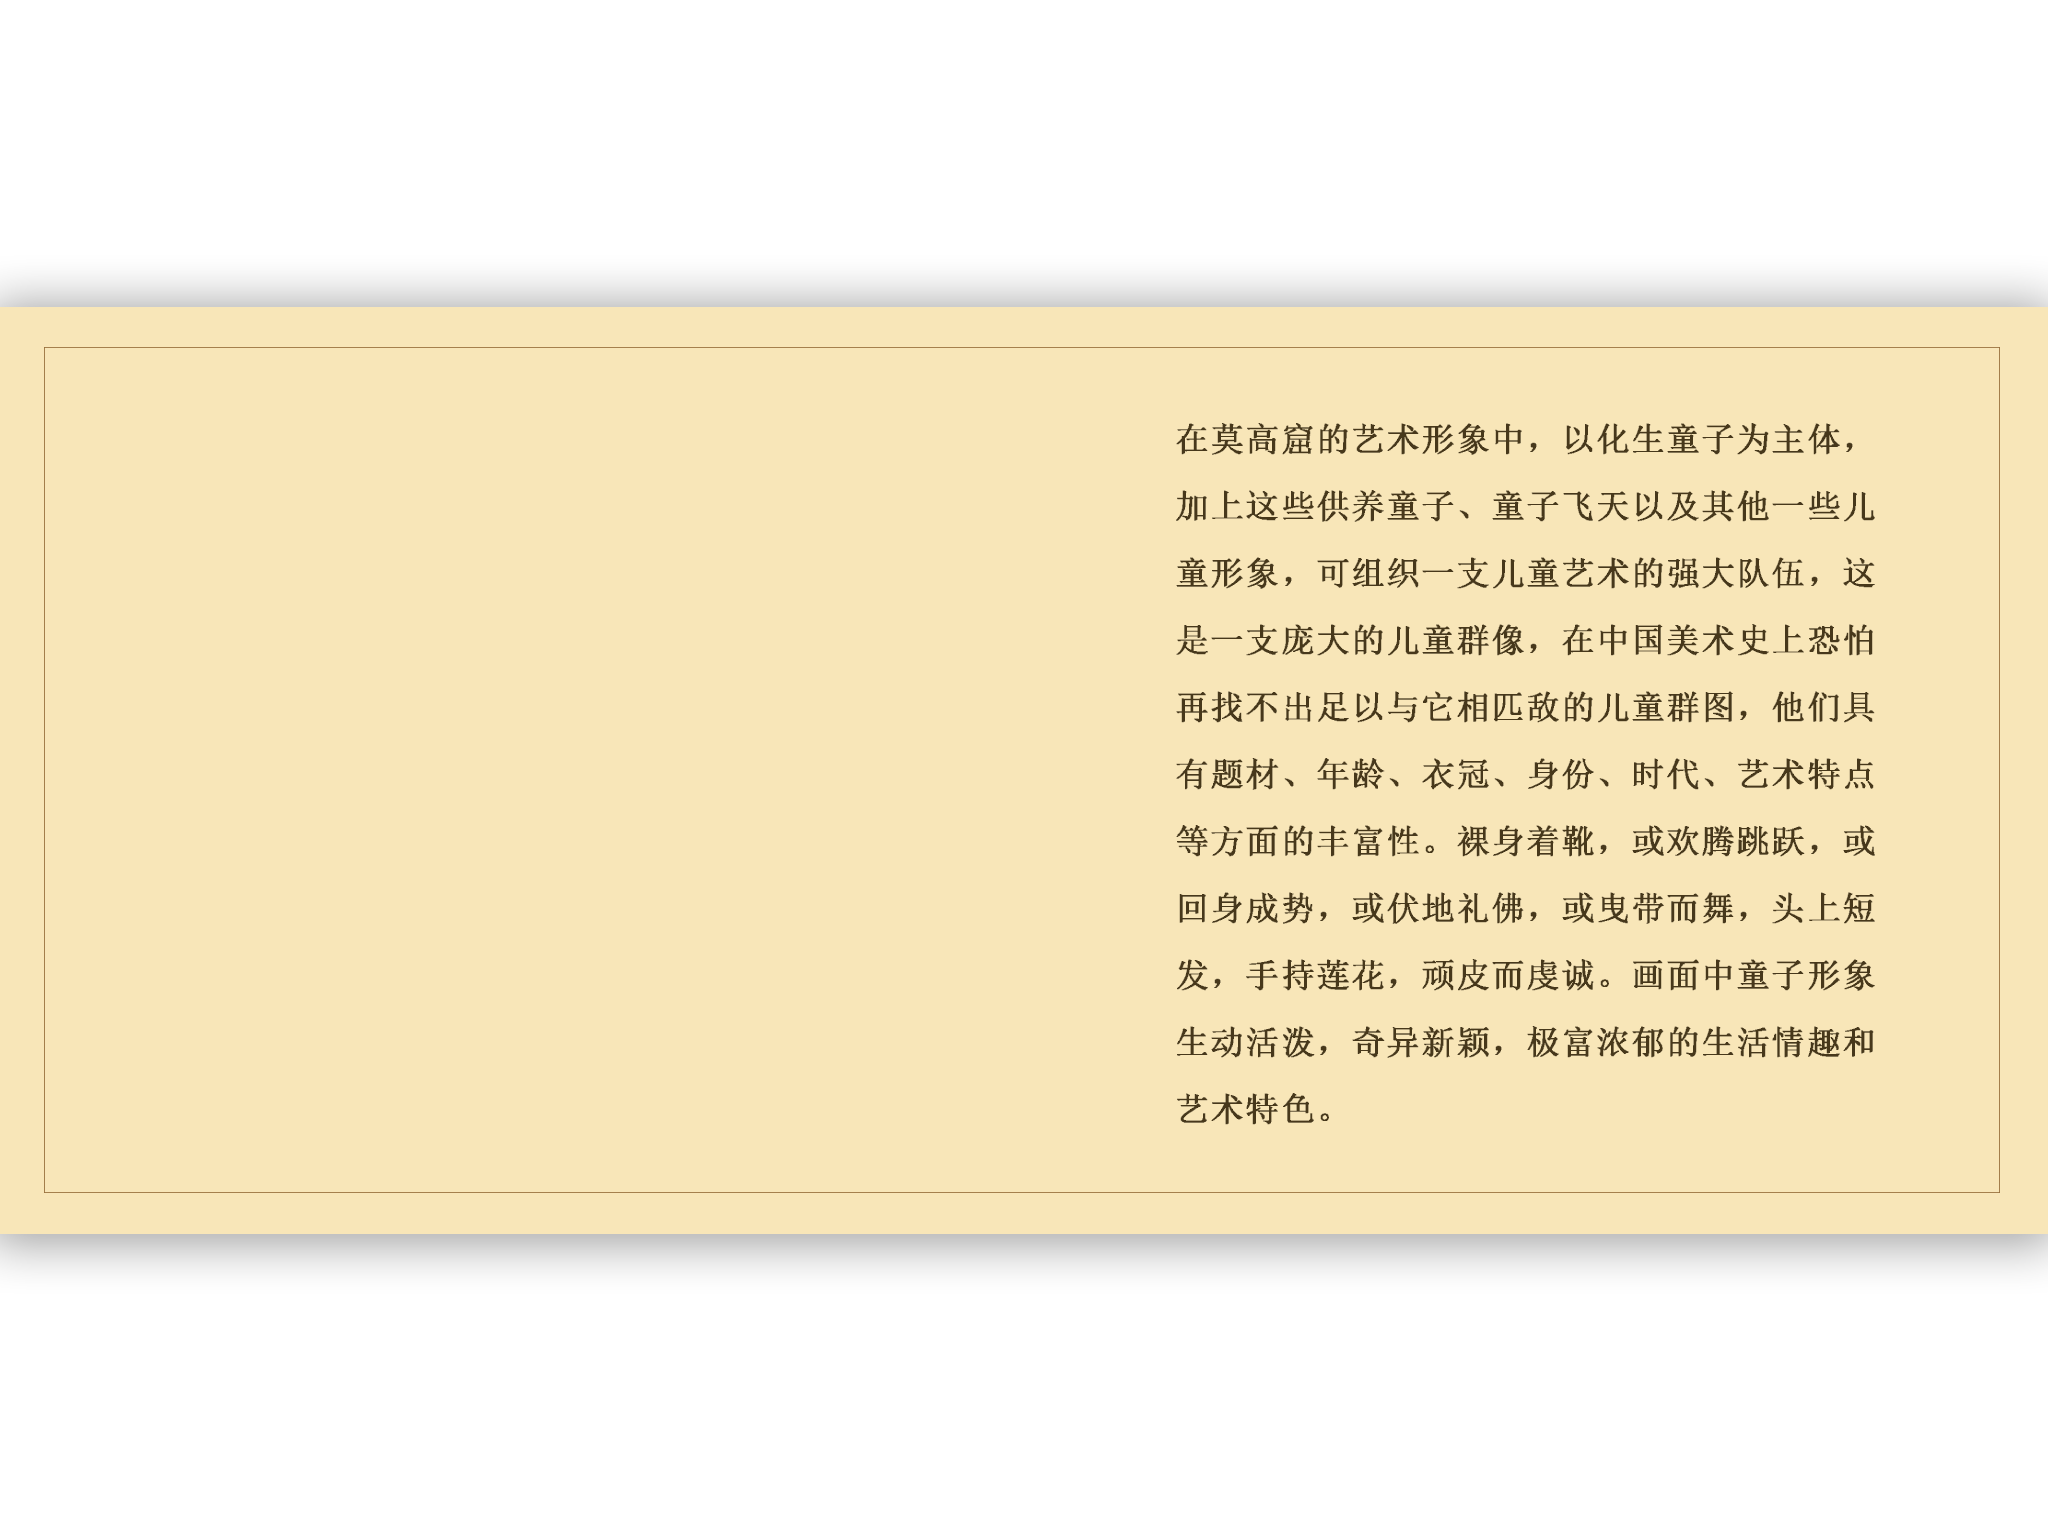 在莫高窟的艺术形象中，以化生童子为主体，
加上这些供养童子、童子飞天以及其他一些儿
童形象，可组织一支儿童艺术的强大队伍，这
是一支庞大的儿童群像，在中国美术史上恐怕
再找不出足以与它相匹敌的儿童群图，他们具
有题材、年龄、衣冠、身份、时代、艺术特点
等方面的丰富性。裸身着靴，或欢腾跳跃，或
回身成势，或伏地礼佛，或曳带而舞，头上短
发，手持莲花，顽皮而虔诚。画面中童子形象
生动活泼，奇异新颖，极富浓郁的生活情趣和
艺术特色。